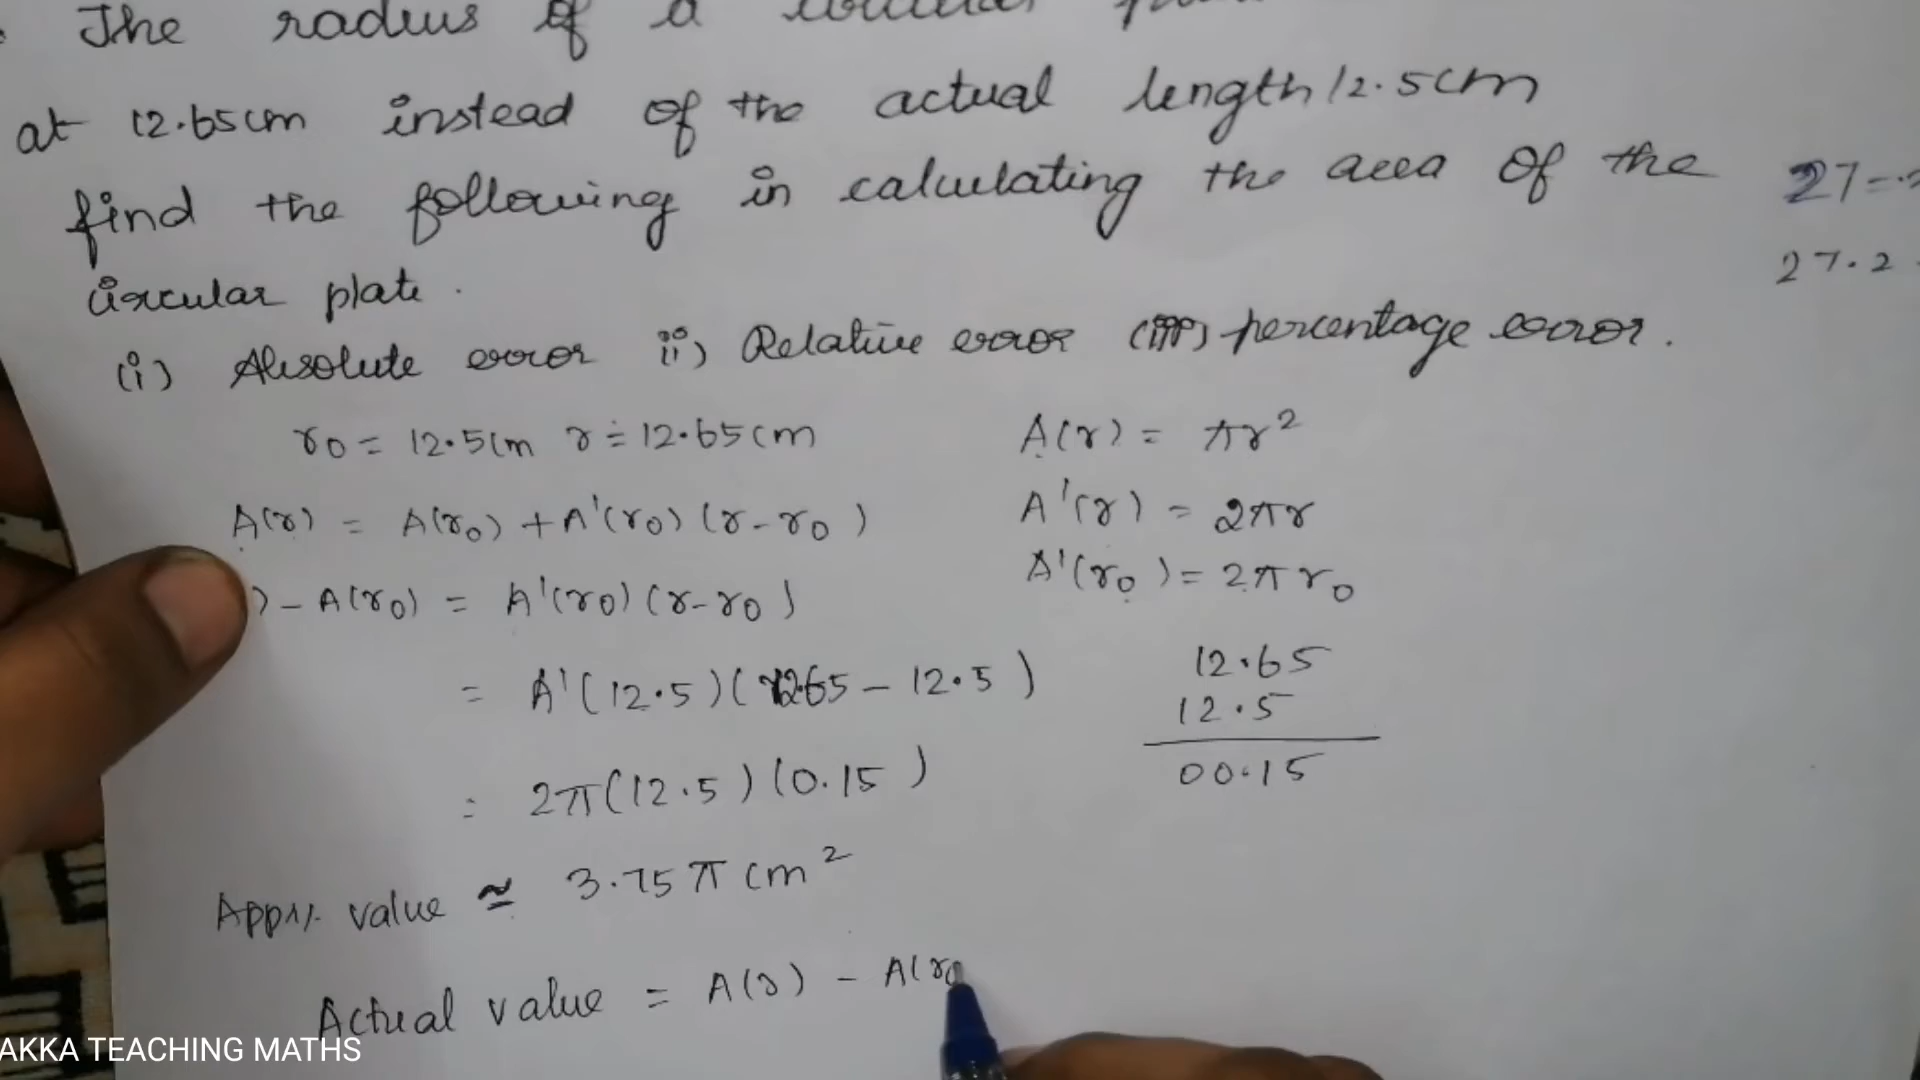 The radius of a
at 12.65cm instead of the actual length 12.5cm
find the following in calculating the area of the
circular plate.
(i) Absolute error ii) Relative error (iii) percentage error.
r0 = 12.5cm r = 12.65cm
A(r) = A(r0) + A'(r0) (r-r0)
) - A(r0) = A'(r0) (r-r0)
= A'(12.5)(12.65 - 12.5)
= 2π(12.5)(0.15)
Appx. value ≃ 3.75π cm²
Actual value = A(r) - A(r0
A(r) = πr²
A'(r) = 2πr
A'(r0) = 2πr0
12.65
12.5
00.15
27
27.2
AKKA TEACHING MATHS